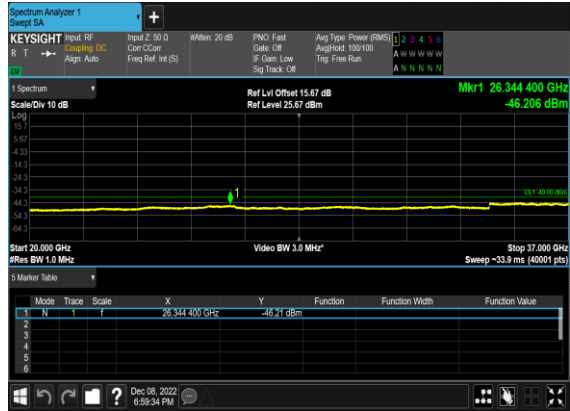 Spectrum Analyzer 1
Swept SA
+
KEYSIGHT Input: RF Input Z: 50 Ω #Atten: 20 dB PNO: Fast Avg Type: Power (RMS) 1 2 3 4 5 6
R T Coupling: DC Corr CCorr Gate: Off Avg|Hold: 100/100 A W W W W W
Align: Auto Freq Ref: Int (S) IF Gain: Low Trig: Free Run
Sig Track: Off A N N N N N
1 Spectrum
Ref Lvl Offset 15.67 dB Mkr1 26.344 400 GHz
Scale/Div 10 dB Ref Level 25.67 dBm -46.206 dBm
Log
15.7
5.67
-4.33
-14.3
-24.3
-34.3
-44.3
-54.3
-64.3
1
DL1 -40.00 dBm
Start 20.000 GHz Video BW 3.0 MHz* Stop 37.000 GHz
#Res BW 1.0 MHz Sweep ~33.9 ms (40001 pts)
5 Marker Table
Mode Trace Scale X Y Function Function Width Function Value
1 N 1 f 26.344 400 GHz -46.21 dBm
2
3
4
5
6
? Dec 08, 2022
6:59:34 PM